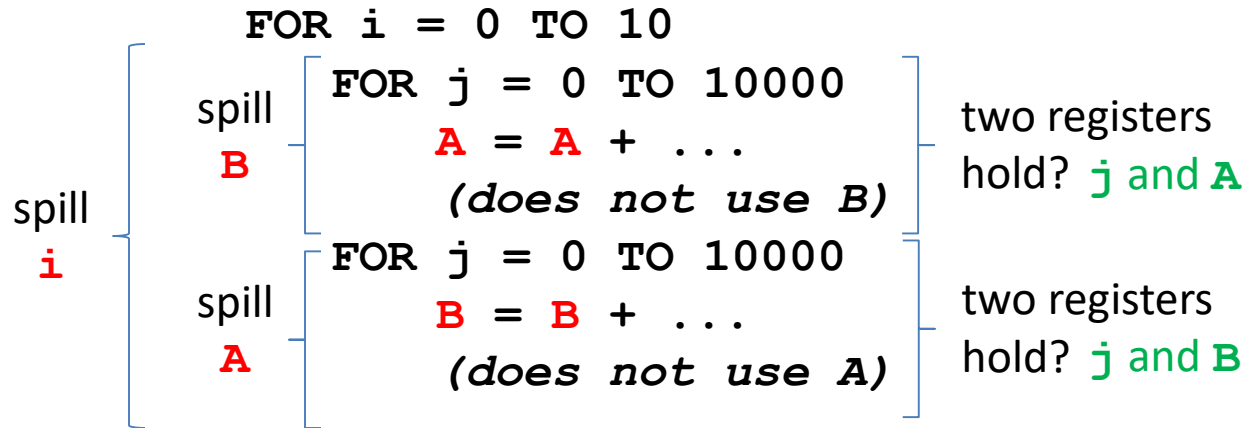 FOR i = 0 TO 10
spill
i
spill
B
FOR j = 0 TO 10000
A = A + ...
(does not use B)
two registers
hold? j and A
spill
A
FOR j = 0 TO 10000
B = B + ...
(does not use A)
two registers
hold? j and B